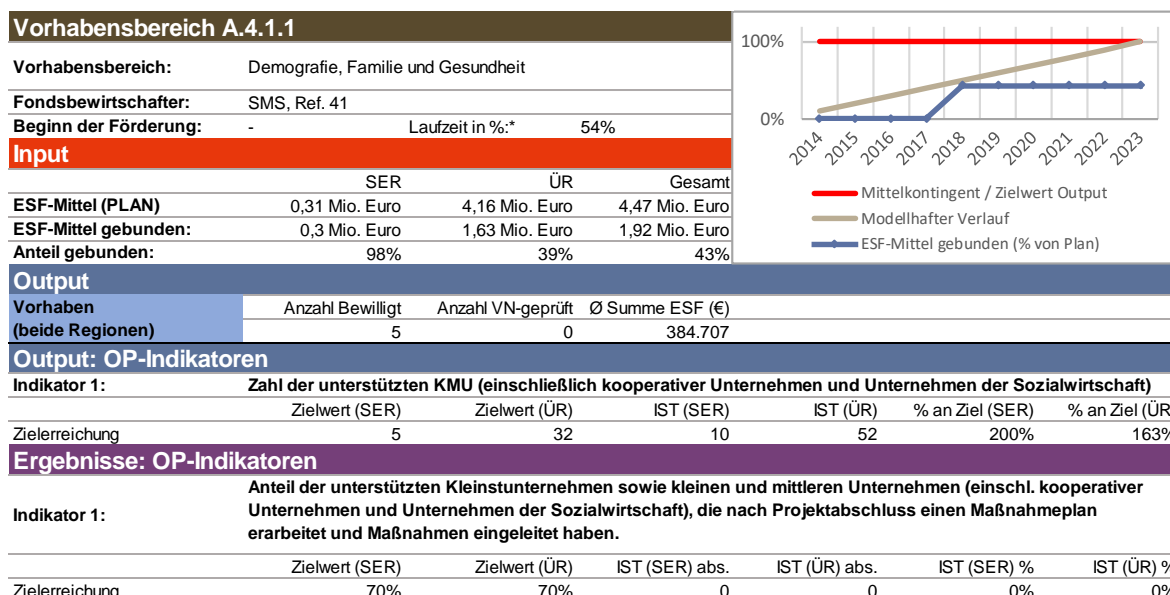 Vorhabensbereich A.4.1.1
Vorhabensbereich: Demografie, Familie und Gesundheit
Fondsbewirtschafter: SMS, Ref. 41
Beginn der Förderung: - Laufzeit in %:* 54%
100%
0%
2014 2015 2016 2017 2018 2019 2020 2021 2022 2023
Mittelkontingent / Zielwert Output
Modellhafter Verlauf
ESF-Mittel gebunden (% von Plan)
Input
SER ÜR Gesamt
ESF-Mittel (PLAN) 0,31 Mio. Euro 4,16 Mio. Euro 4,47 Mio. Euro
ESF-Mittel gebunden: 0,3 Mio. Euro 1,63 Mio. Euro 1,92 Mio. Euro
Anteil gebunden: 98% 39% 43%
Output
Vorhaben Anzahl Bewilligt Anzahl VN-geprüft Ø Summe ESF (€)
(beide Regionen) 5 0 384.707
Output: OP-Indikatoren
Indikator 1: Zahl der unterstützten KMU (einschließlich kooperativer Unternehmen und Unternehmen der Sozialwirtschaft)
Zielwert (SER) Zielwert (ÜR) IST (SER) IST (ÜR) % an Ziel (SER) % an Ziel (ÜR
Zielerreichung 5 32 10 52 200% 163%
Ergebnisse: OP-Indikatoren
Indikator 1: Anteil der unterstützten Kleinstunternehmen sowie kleinen und mittleren Unternehmen (einschl. kooperativer
Unternehmen und Unternehmen der Sozialwirtschaft), die nach Projektabschluss einen Maßnahmeplan
erarbeitet und Maßnahmen eingeleitet haben.
Zielwert (SER) Zielwert (ÜR) IST (SER) abs. IST (ÜR) abs. IST (SER) % IST (ÜR) %
Zielerreichung 70% 70% 0 0 0% 0%